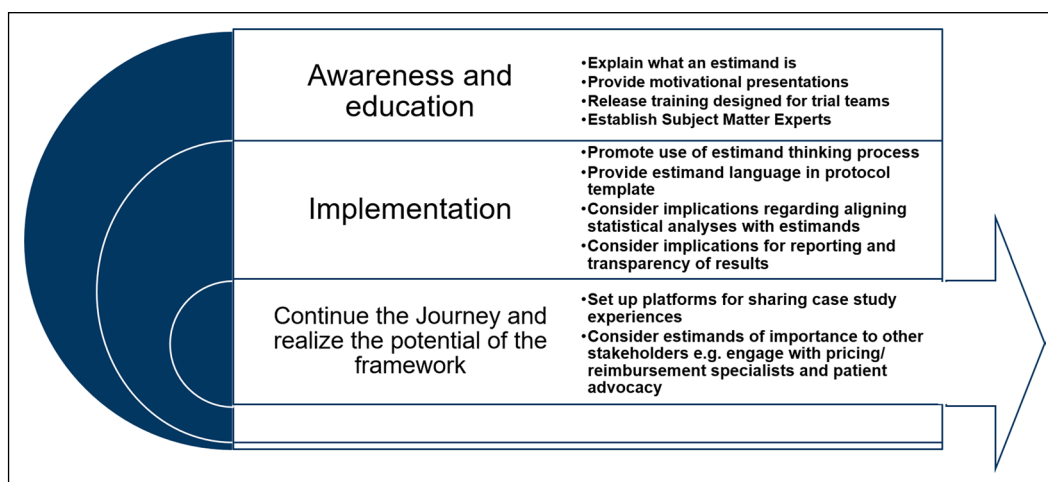 Awareness and
education
•Explain what an estimand is
•Provide motivational presentations
•Release training designed for trial teams
•Establish Subject Matter Experts
Implementation
•Promote use of estimand thinking process
•Provide estimand language in protocol
template
•Consider implications regarding aligning
statistical analyses with estimands
•Consider implications for reporting and
transparency of results
Continue the Journey and
realize the potential of the
framework
•Set up platforms for sharing case study
experiences
•Consider estimands of importance to other
stakeholders e.g. engage with pricing/
reimbursement specialists and patient
advocacy